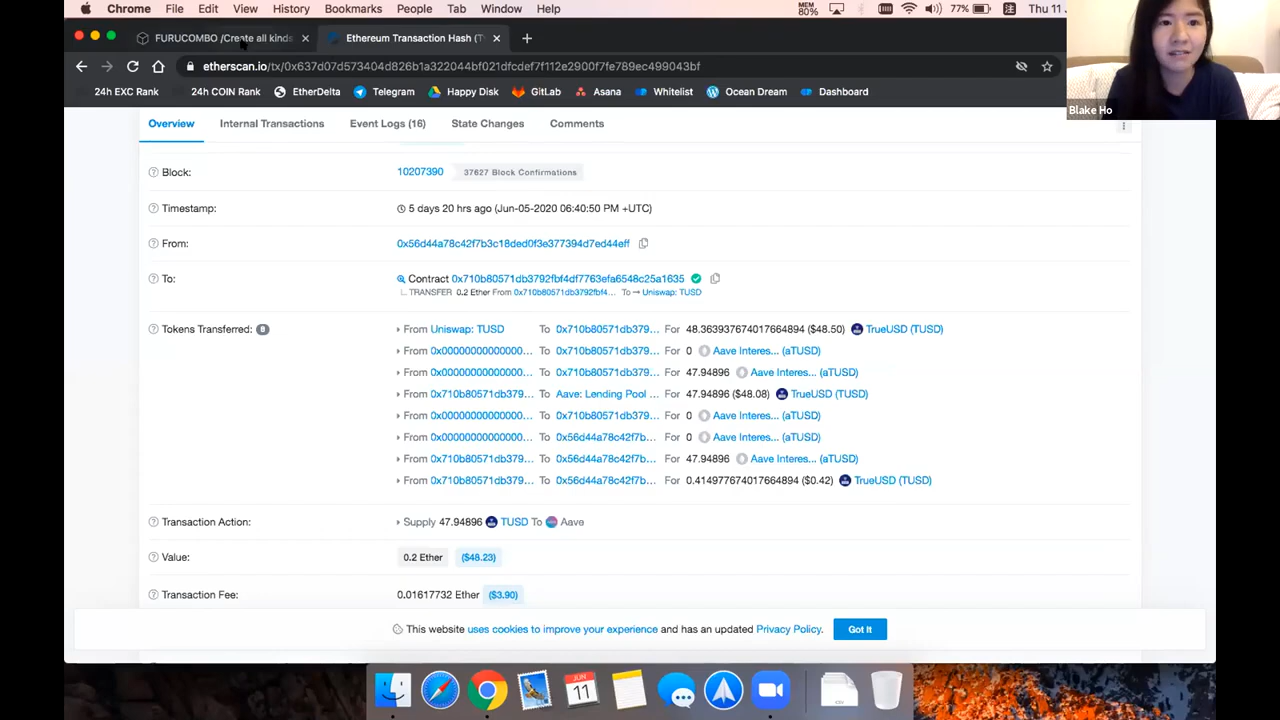 Chrome File Edit View History Bookmarks People Tab Window Help MEM 80% 77% 注 Thu 11
FURUCOMBO /Create all kinds Ethereum Transaction Hash (T
etherscan.io/tx/0x637d07d573404d826b1a322044bf021dfcdef7f112e2900f7fe789ec499043bf
24h EXC Rank 24h COIN Rank EtherDelta Telegram Happy Disk GitLab Asana Whitelist Ocean Dream Dashboard
Blake Ho
Overview Internal Transactions Event Logs (16) State Changes Comments
Block: 10207390 37627 Block Confirmations
Timestamp: 5 days 20 hrs ago (Jun-05-2020 06:40:50 PM +UTC)
From: 0x56d44a78c42f7b3c18ded0f3e377394d7ed44eff
To: Contract 0x710b80571db3792fbf4df7763efa6548c25a1635
TRANSFER 0.2 Ether From 0x710b80571db3792fbf4... To → Uniswap: TUSD
Tokens Transferred: 8
From Uniswap: TUSD To 0x710b80571db379... For 48.363937674017664894 ($48.50) TrueUSD (TUSD)
From 0x00000000000000... To 0x710b80571db379... For 0 Aave Interes... (aTUSD)
From 0x00000000000000... To 0x710b80571db379... For 47.94896 Aave Interes... (aTUSD)
From 0x710b80571db379... To Aave: Lending Pool ... For 47.94896 ($48.08) TrueUSD (TUSD)
From 0x00000000000000... To 0x710b80571db379... For 0 Aave Interes... (aTUSD)
From 0x00000000000000... To 0x56d44a78c42f7b... For 0 Aave Interes... (aTUSD)
From 0x710b80571db379... To 0x56d44a78c42f7b... For 47.94896 Aave Interes... (aTUSD)
From 0x710b80571db379... To 0x56d44a78c42f7b... For 0.414977674017664894 ($0.42) TrueUSD (TUSD)
Transaction Action: Supply 47.94896 TUSD To Aave
Value: 0.2 Ether ($48.23)
Transaction Fee: 0.01617732 Ether ($3.90)
This website uses cookies to improve your experience and has an updated Privacy Policy. Got It
JUN
11